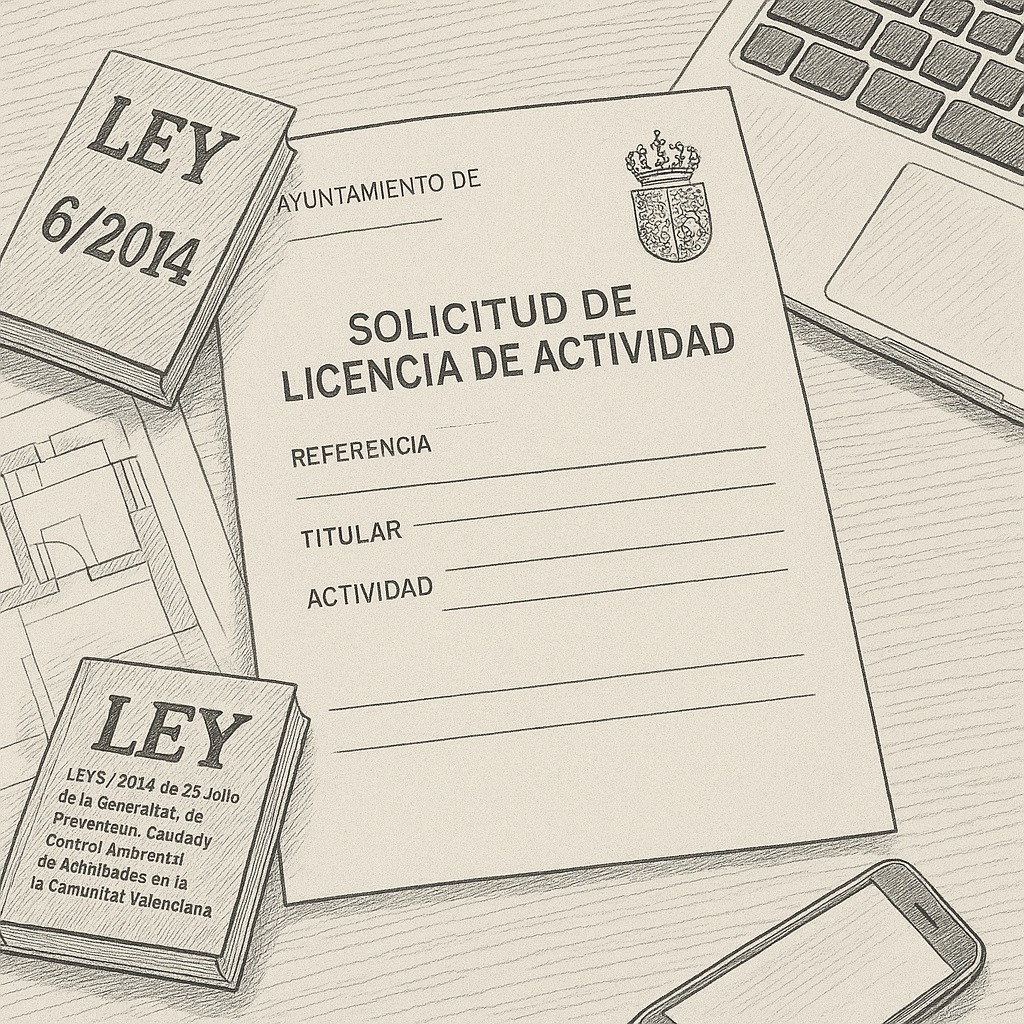 LEY
6/2014
AYUNTAMIENTO DE
SOLICITUD DE
LICENCIA DE ACTIVIDAD
REFERENCIA
TITULAR
ACTIVIDAD
LEY
LEYS/2014 de 25 Jollo
de la Generaltat, de
Preventeun. Caudady
Control Ambrentıl
de Achñibades en ia
la Camunitat Valenclana